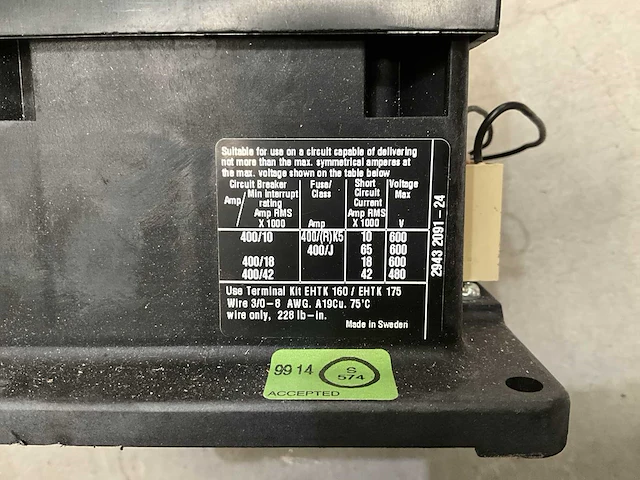 Suitable for use on a circuit capable of delivering
not more than the max. symmetrical amperes at
the max. voltage shown on the table below
Circuit Breaker Fuse/ Short Voltage
Amp/ Min Interrupt Class Circuit Max
rating Current
Amp RMS Amp RMS
X 1000 Amp X 1000 V
400/10 400/(R)K5 10 600
400/J 65 600
400/18 18 600
400/42 42 480
Use Terminal Kit EHTK 160 / EHTK 175
Wire 3/0-8 AWG. A19Cu. 75°C
wire only, 228 lb-in.
Made in Sweden
2943 2091-24
9914 S
574
ACCEPTED